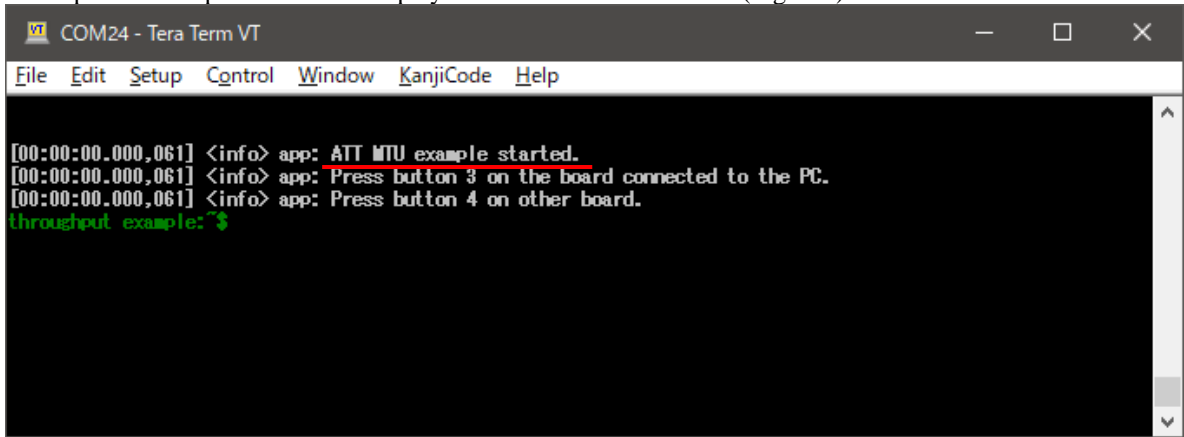 VT COM24 - Tera Term VT
File Edit Setup Control Window KanjiCode Help
[00:00:00.000,061] <info> app: ATT MTU example started.
[00:00:00.000,061] <info> app: Press button 3 on the board connected to the PC.
[00:00:00.000,061] <info> app: Press button 4 on other board.
throughput example:~$